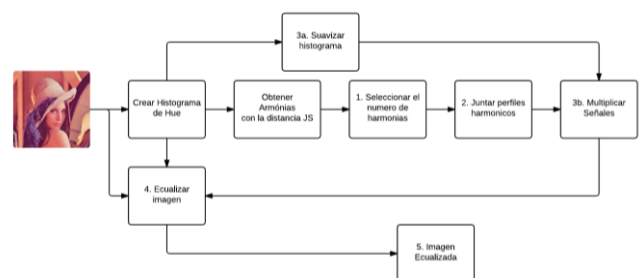 3a. Suavizar
histograma
Crear Histograma
de Hue
Obtener
Armónias
con la distancia JS
1. Seleccionar el
numero de
harmonias
2. Juntar perfiles
harmonicos
3b. Multiplicar
Señales
4. Ecualizar
imagen
5. Imagen
Ecualizada